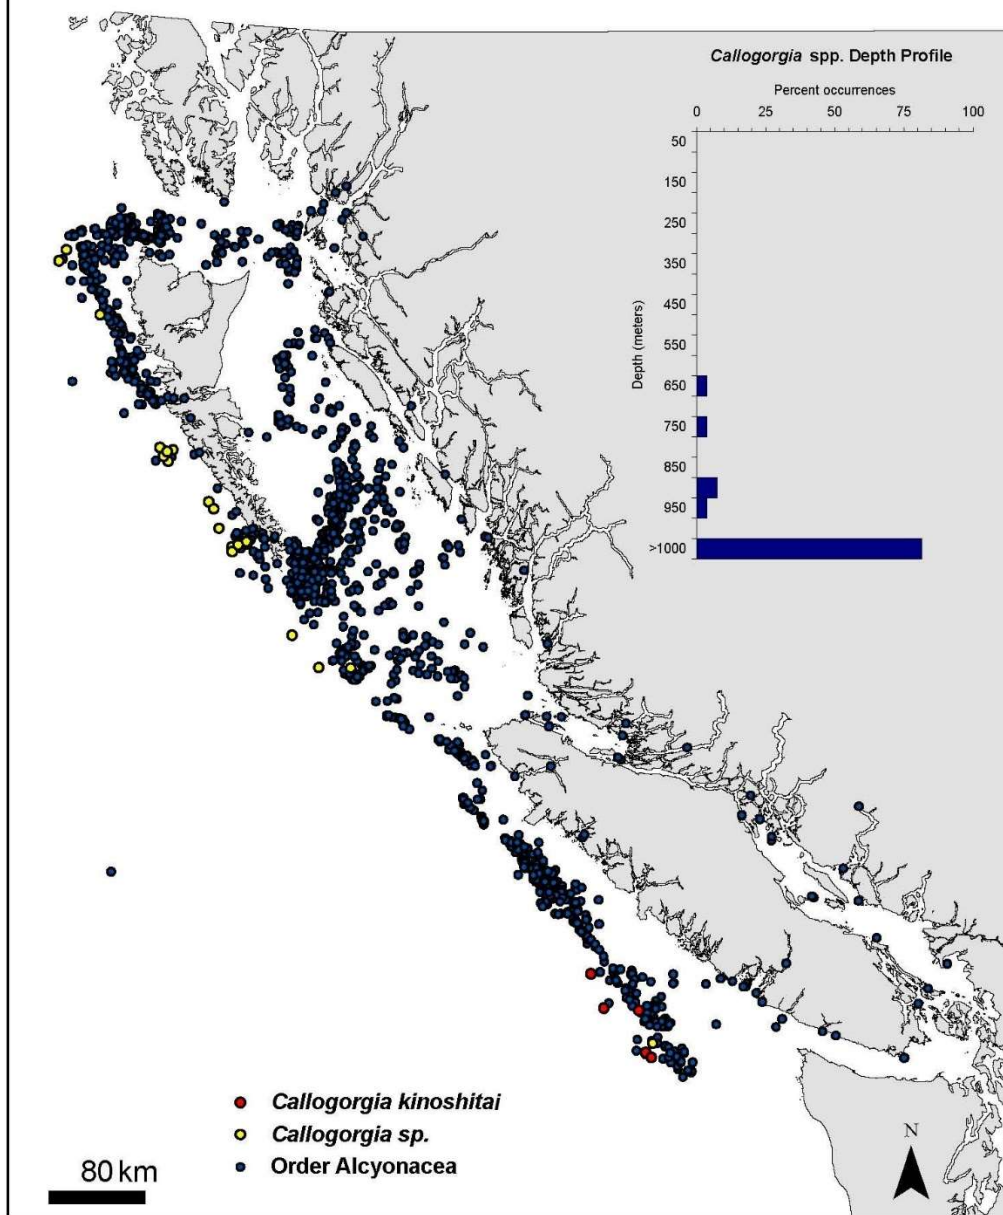 Callogorgia spp. Depth Profile
Percent occurrences
0 25 50 75 100
50
150
250
350
450
550
650
750
850
950
>1000
Depth (meters)
Callogorgia kinoshitai
Callogorgia sp.
Order Alcyonacea
80 km
N